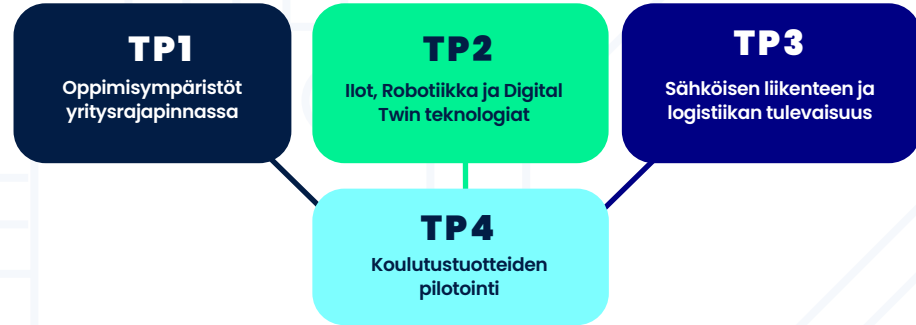 TP1
Oppimisympäristöt
yritysrajapinnassa
TP2
IIot, Robotiikka ja Digital
Twin teknologiat
TP3
Sähköisen liikenteen ja
logistiikan tulevaisuus
TP4
Koulutustuotteiden
pilotointi